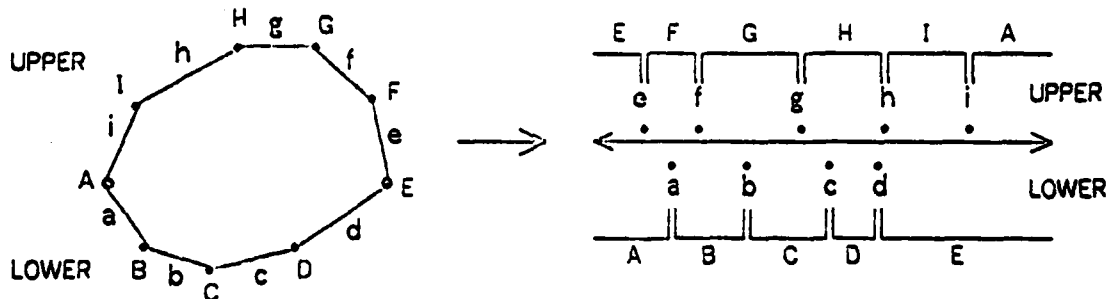 H g G
UPPER h f
I F
i e
A E
a d
B b C c D
LOWER
E F G H I A
e f g h i UPPER
a b c d LOWER
A B C D E